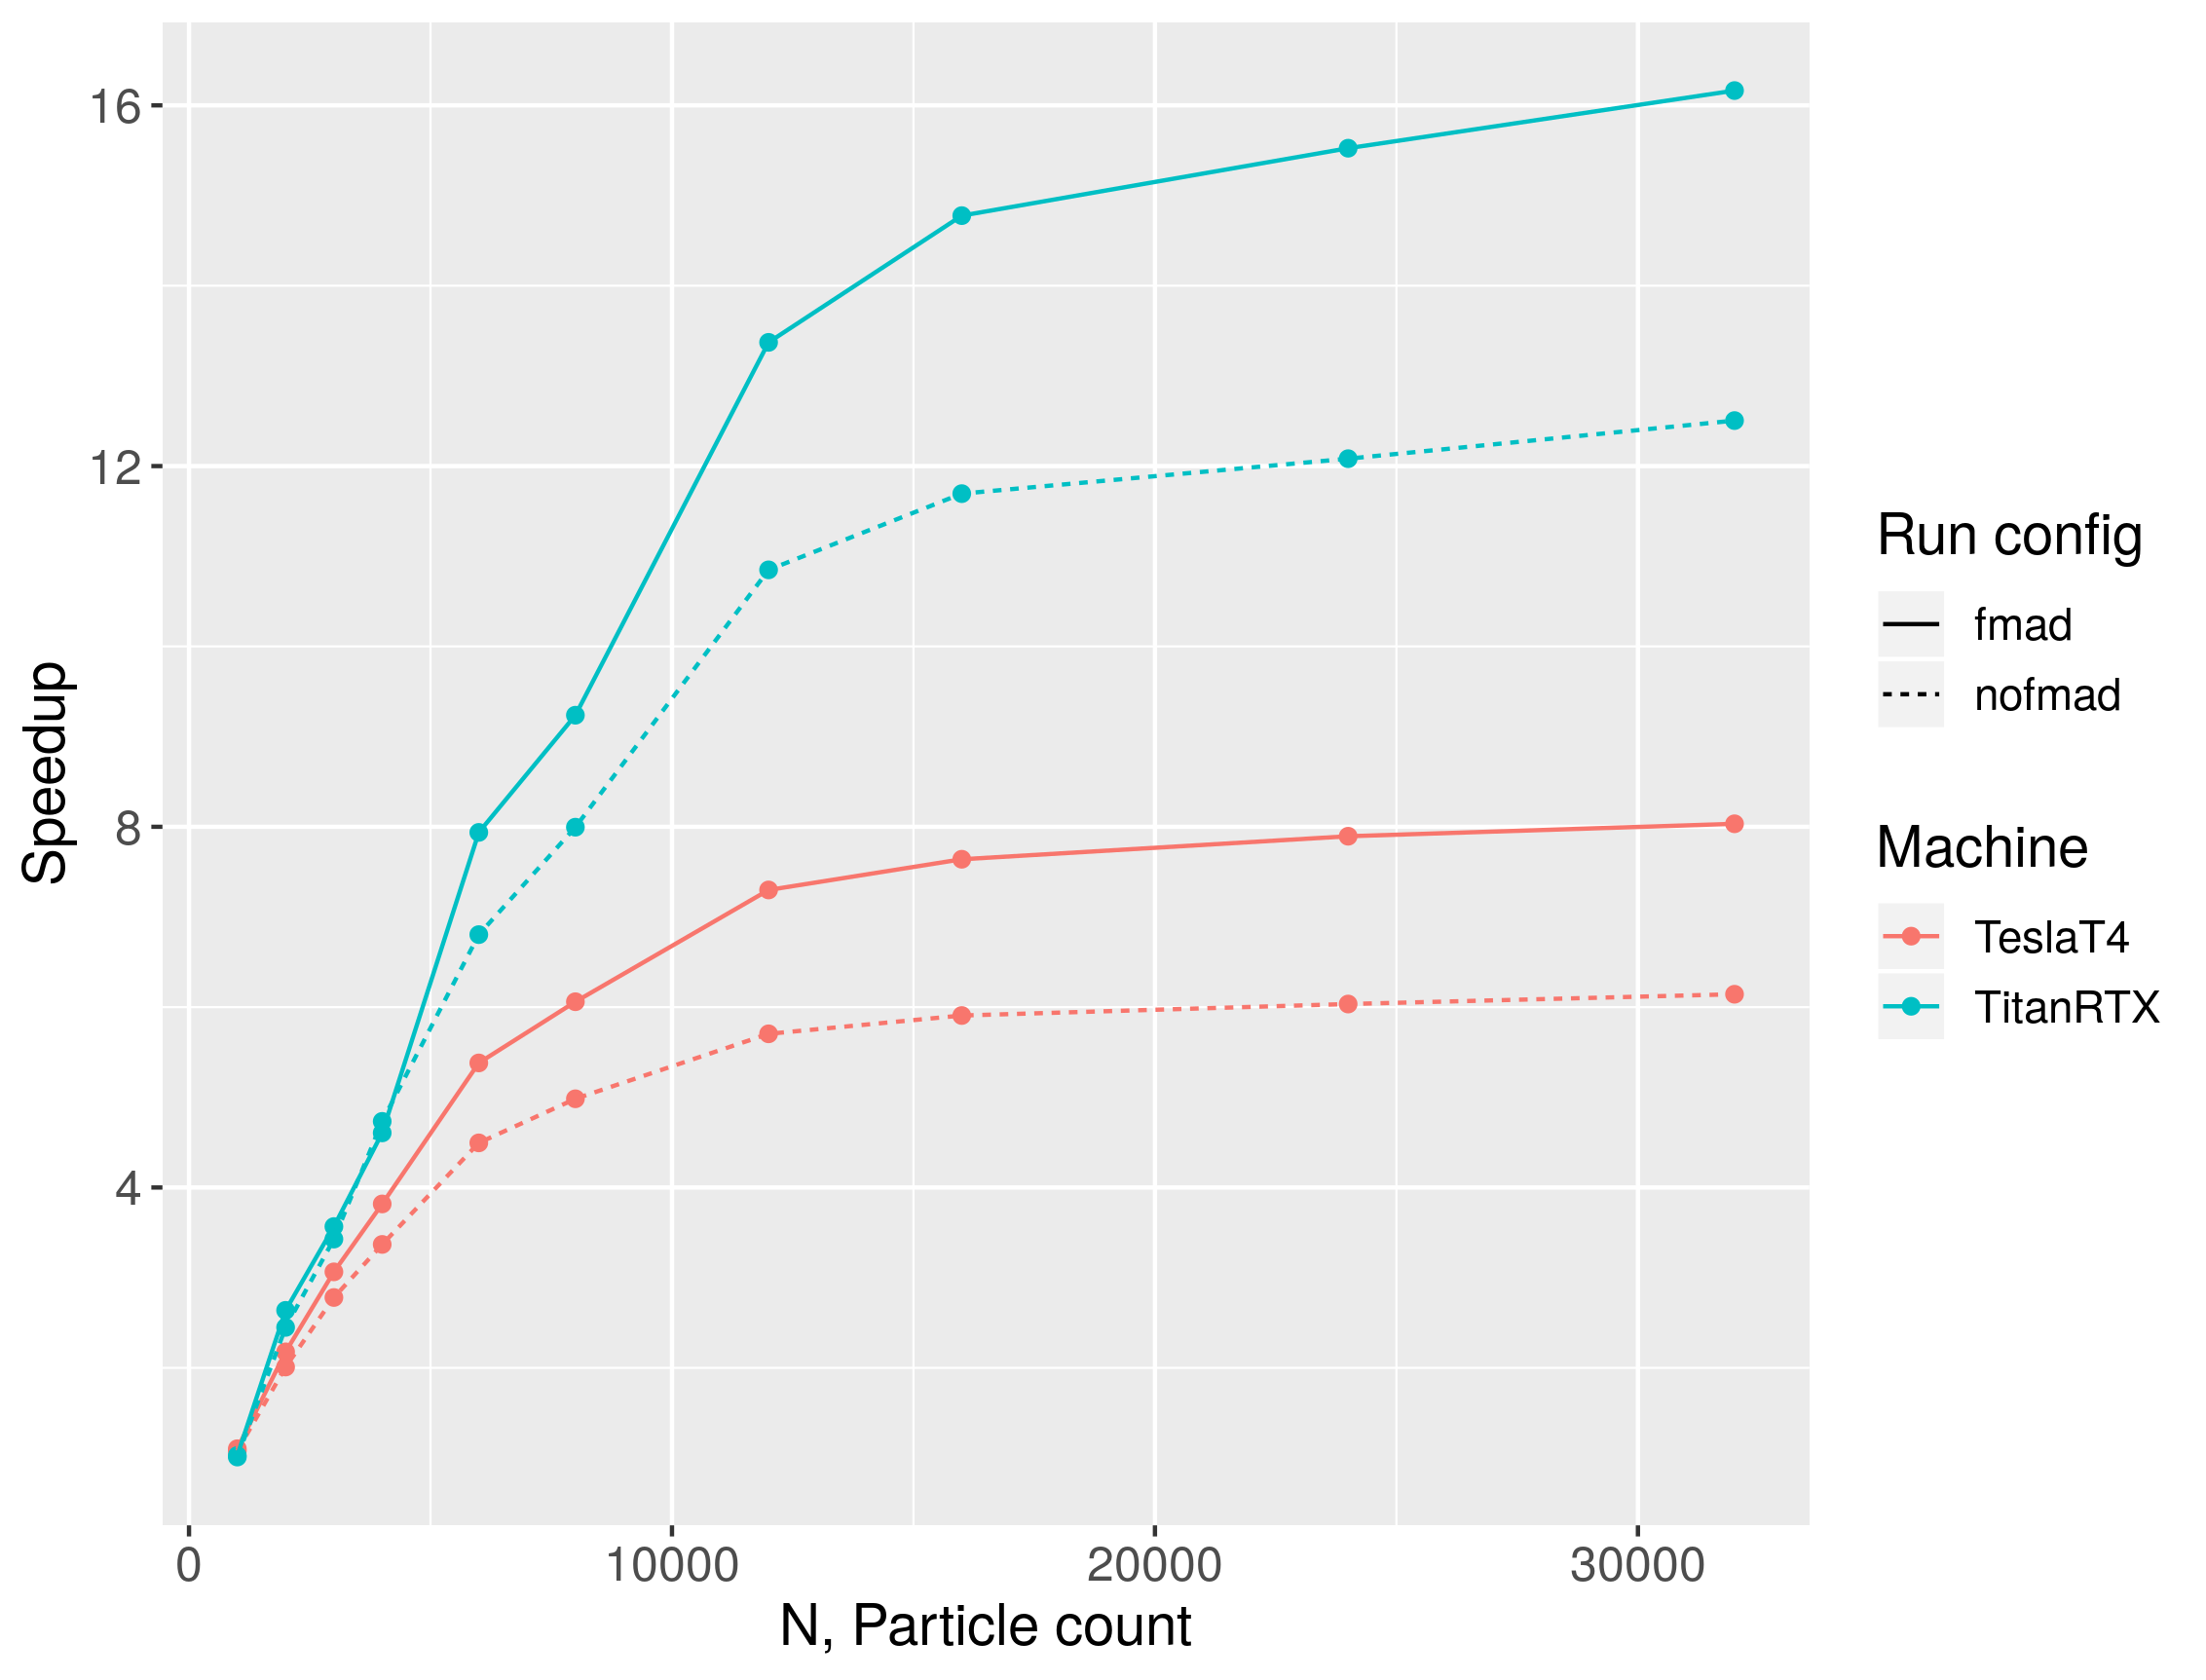 16
12
8
4
Speedup
0 10000 20000 30000
N, Particle count
Run config
fmad
nofmad
Machine
TeslaT4
TitanRTX